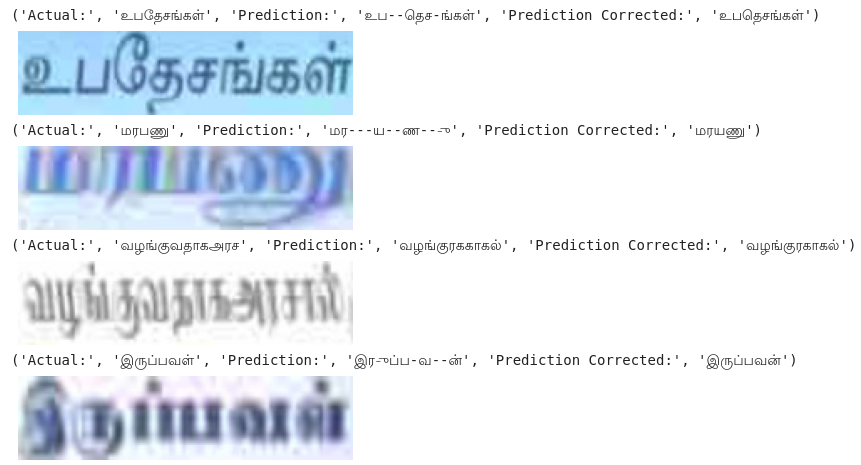 ('Actual:', 'உபதேசங்கள்', 'Prediction:', 'உப--தெச-ங்கள்', 'Prediction Corrected:', 'உபதெசங்கள்')
உபதேசங்கள்
('Actual:', 'மரபணு', 'Prediction:', 'மர---ய--ண---ு', 'Prediction Corrected:', 'மரயணு')
மரபணு
('Actual:', 'வழங்குவதாகஅரச', 'Prediction:', 'வழங்குரககாகல்', 'Prediction Corrected:', 'வழங்குரகாகல்')
வழங்குவதாகஅரசால்
('Actual:', 'இருப்பவள்', 'Prediction:', 'இர-ுப்ப-வ--ன்', 'Prediction Corrected:', 'இருப்பவன்')
இருப்பவள்